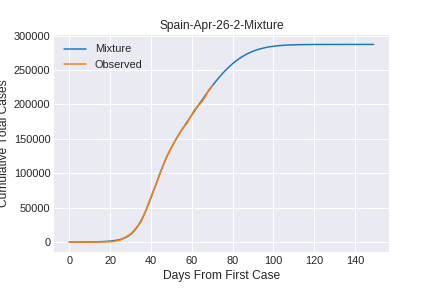 Spain-Apr-26-2-Mixture
Mixture
Observed
300000
250000
200000
150000
100000
50000
0
Cumulative Total Cases
0 20 40 60 80 100 120 140
Days From First Case